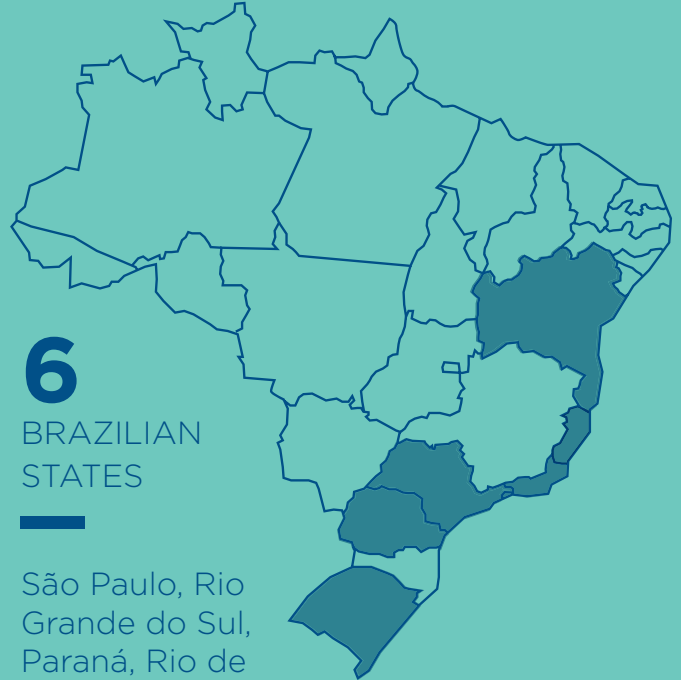 6
BRAZILIAN
STATES
São Paulo, Rio
Grande do Sul,
Paraná, Rio de